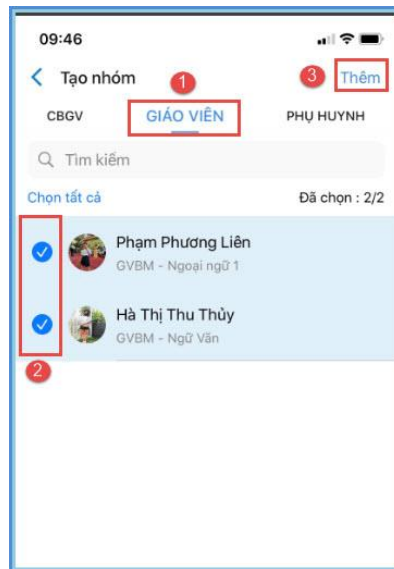 09:46
Tạo nhóm 1 3 Thêm
CBGV GIÁO VIÊN PHỤ HUYNH
Tìm kiếm
Chọn tất cả Đã chọn : 2/2
Phạm Phương Liên
GVBM - Ngoại ngữ 1
Hà Thị Thu Thủy
GVBM - Ngữ Văn
2